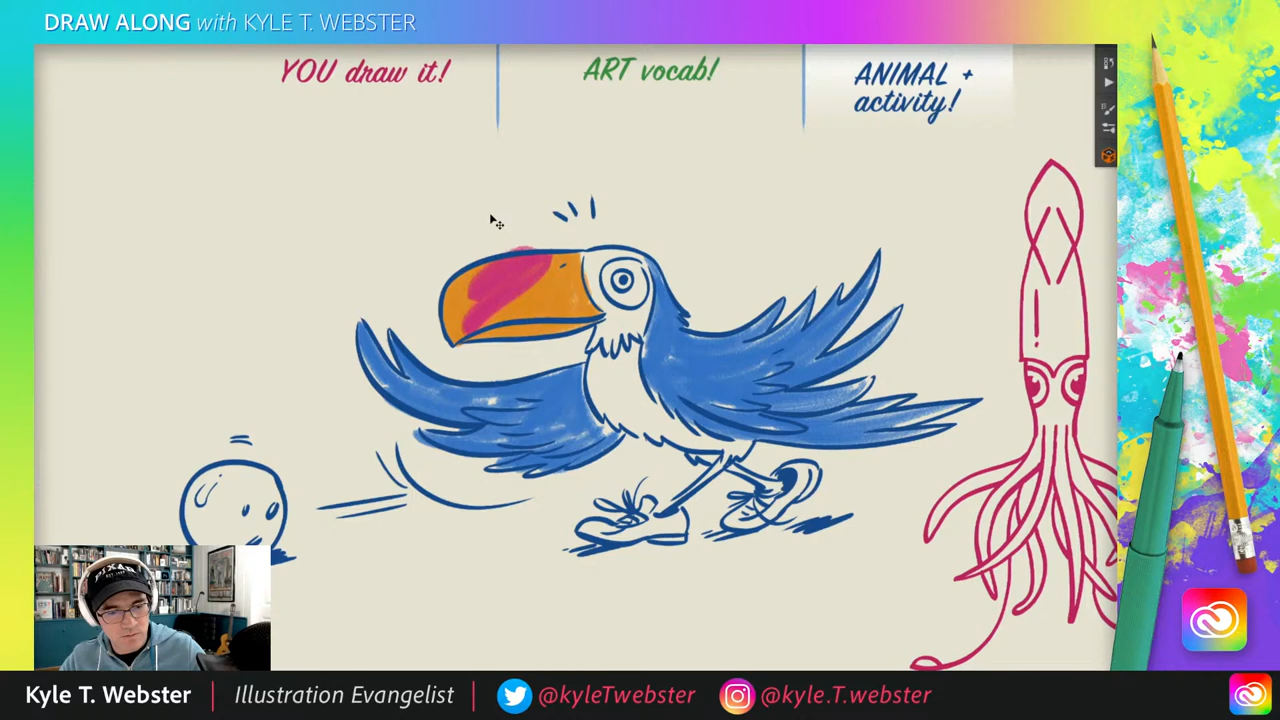 DRAW ALONG with KYLE T. WEBSTER
YOU draw it!
ART vocab!
ANIMAL +
activity!
PIXAR
Kyle T. Webster
Illustration Evangelist
@kyleTwebster
@kyle.T.webster